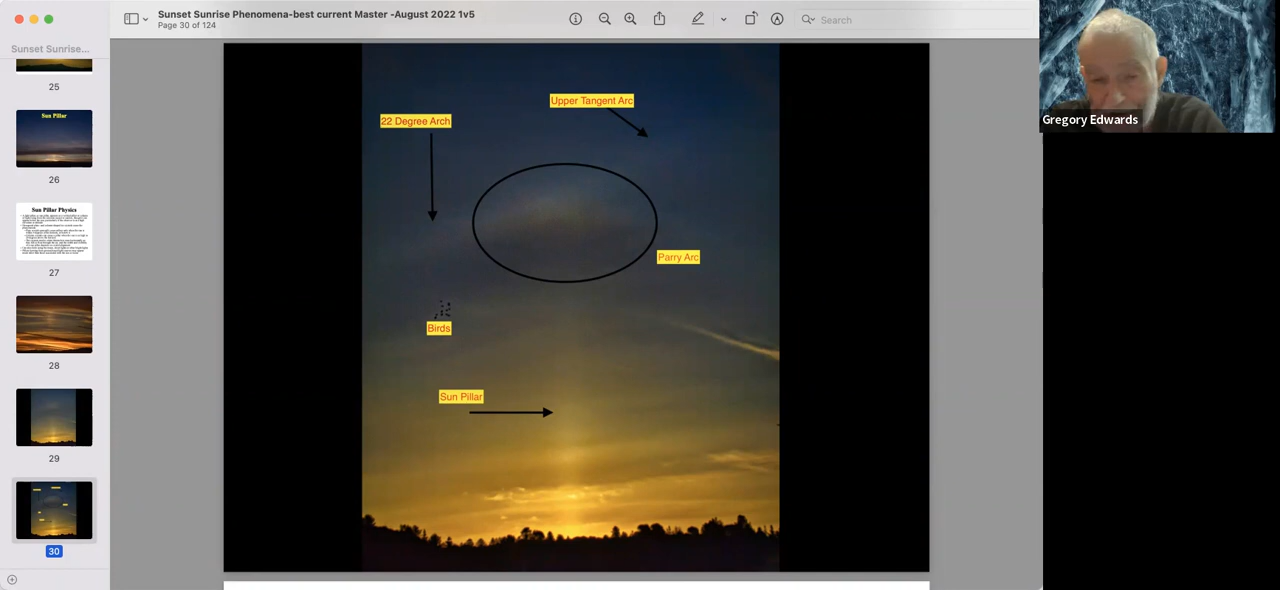 Sunset Sunrise Phenomena-best current Master -August 2022 1v5
Page 30 of 124
Search
Sunset Sunrise...
25
Sun Pillar
26
Sun Pillar Physics
27
28
29
30
Upper Tangent Arc
22 Degree Arch
Parry Arc
Birds
Sun Pillar
Gregory Edwards